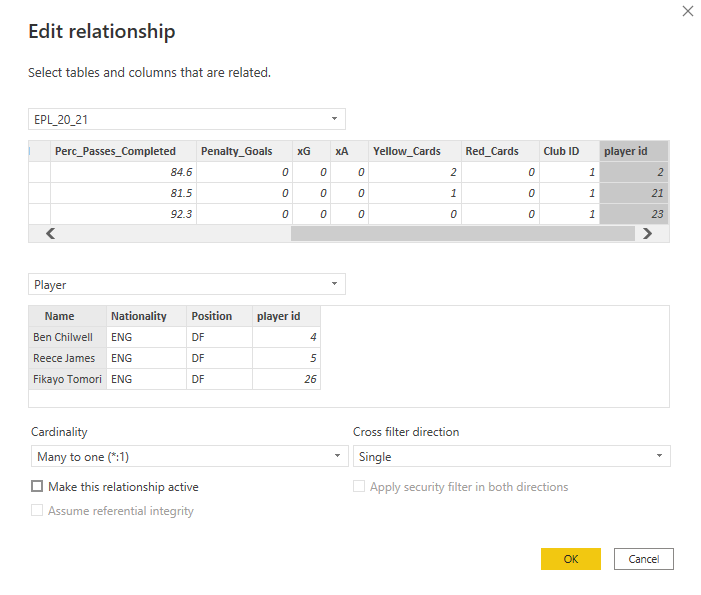 Edit relationship
Select tables and columns that are related.
EPL_20_21
Perc_Passes_Completed Penalty_Goals xG xA Yellow_Cards Red_Cards Club ID player id
84.6 0 0 0 2 0 1 2
81.5 0 0 0 1 0 1 21
92.3 0 0 0 0 0 1 23
Player
Name Nationality Position player id
Ben Chilwell ENG DF 4
Reece James ENG DF 5
Fikayo Tomori ENG DF 26
Cardinality Cross filter direction
Many to one (*:1) Single
Make this relationship active Apply security filter in both directions
Assume referential integrity
OK Cancel